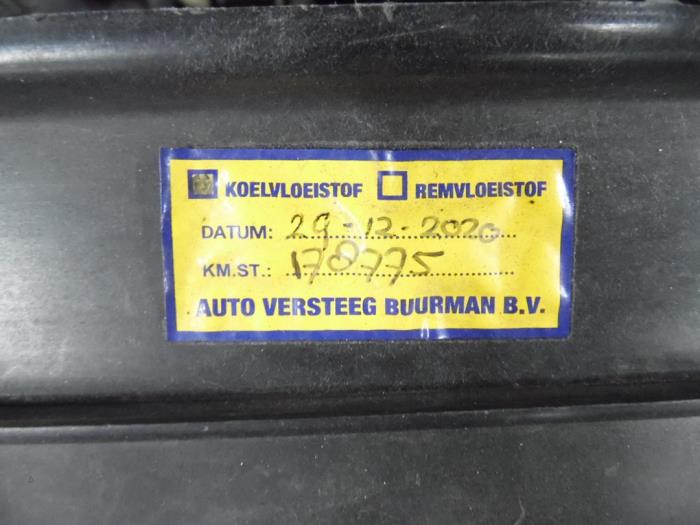 KOELVLOEISTOF REMVLOEISTOF
DATUM: 29-12-2020
KM.ST.: 178775
AUTO VERSTEEG BUURMAN B.V.